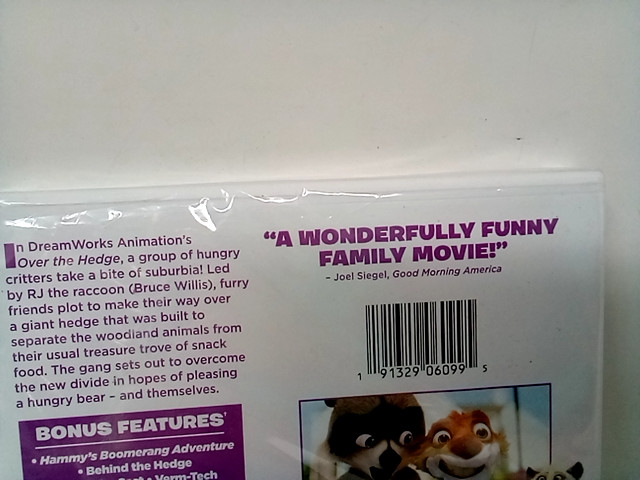 In DreamWorks Animation's
Over the Hedge, a group of hungry
critters take a bite of suburbia! Led
by RJ the raccoon (Bruce Willis), furry
friends plot to make their way over
a giant hedge that was built to
separate the woodland animals from
their usual treasure trove of snack
food. The gang sets out to overcome
the new divide in hopes of pleasing
a hungry bear – and themselves.
BONUS FEATURES*
• Hammy's Boomerang Adventure
• Behind the Hedge
• Verm-Tech
“A WONDERFULLY FUNNY
FAMILY MOVIE!”
– Joel Siegel, Good Morning America
1 91329 06099 5